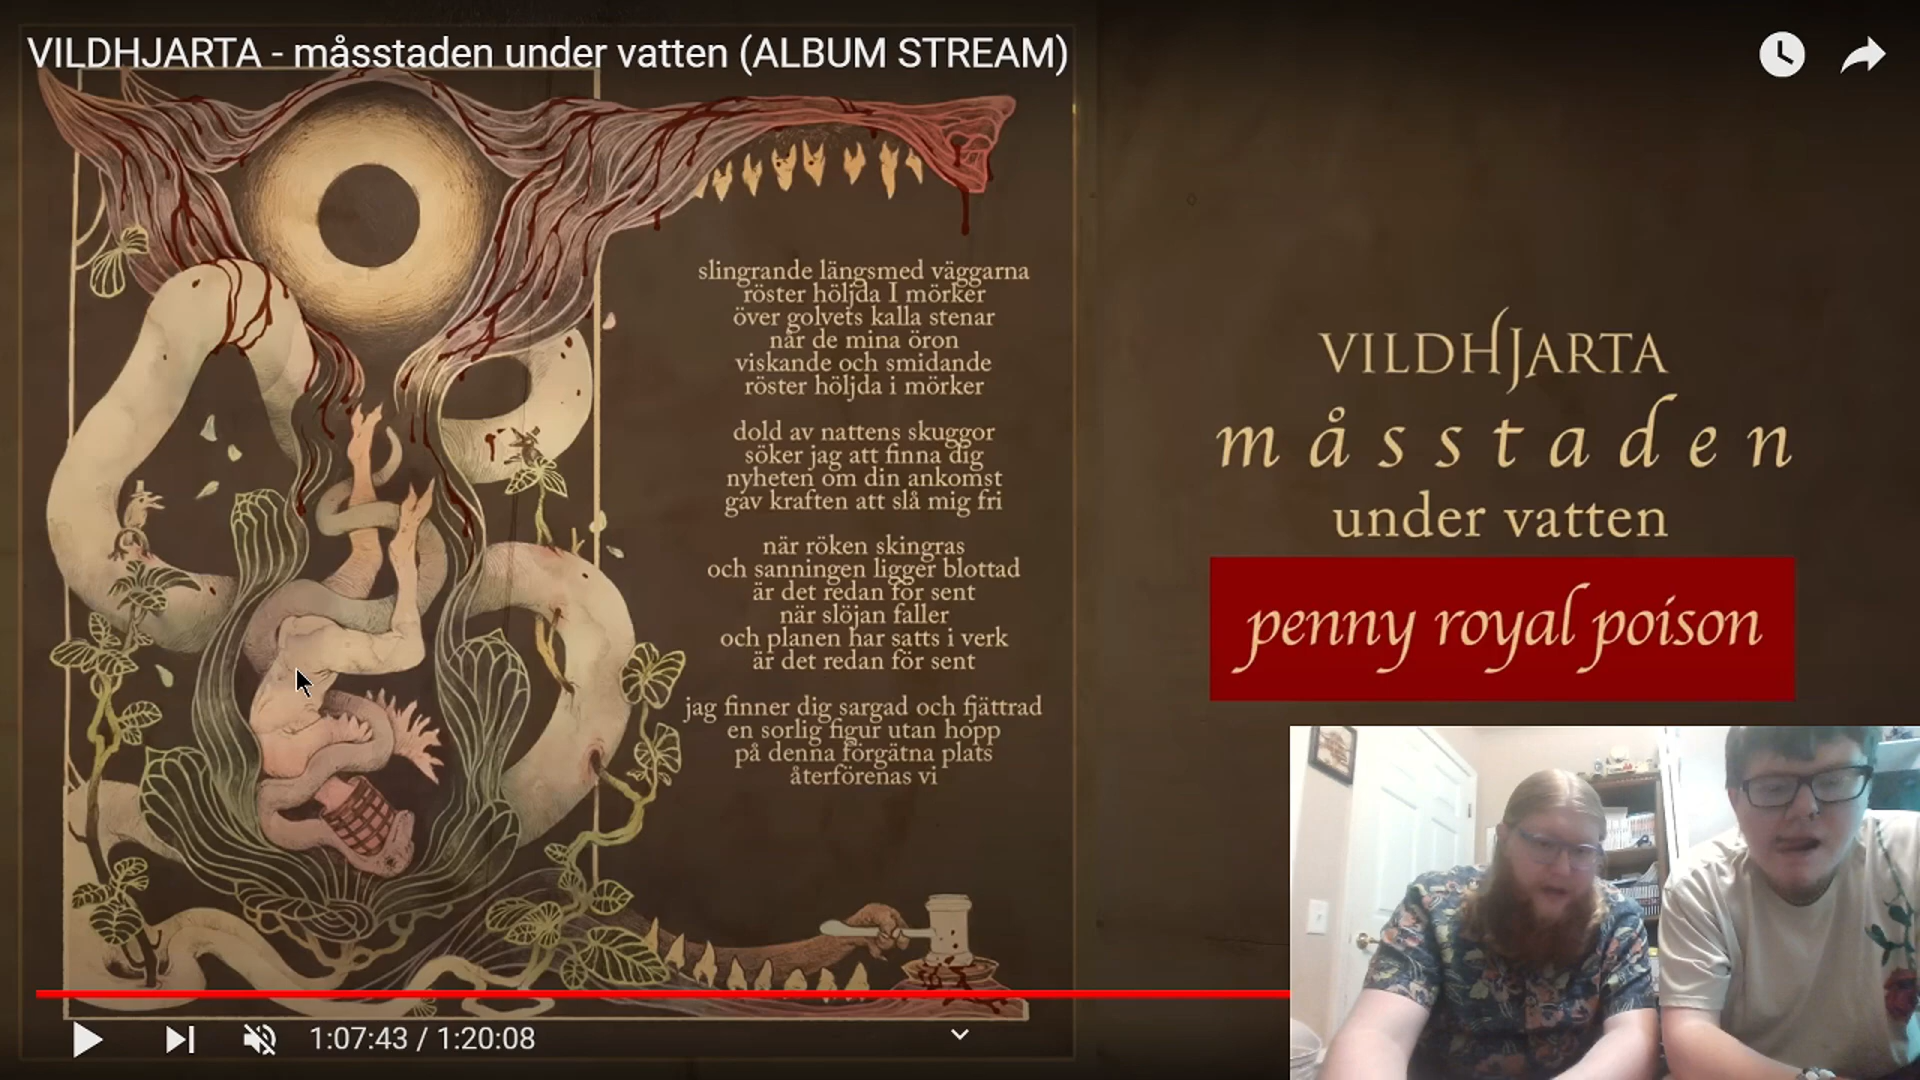 VILDHJARTA - måsstaden under vatten (ALBUM STREAM)
slingrande längsmed väggarna
röster höljda I mörker
över golvets kalla stenar
når de mina öron
viskande och smidande
röster höljda i mörker
dold av nattens skuggor
söker jag att finna dig
nyheten om din ankomst
gav kraften att slå mig fri
när röken skingras
och sanningen ligger blottad
är det redan för sent
när slöjan faller
och planen har satts i verk
är det redan för sent
jag finner dig sargad och fjättrad
en sorlig figur utan hopp
på denna förgätna plats
återförenas vi
VILDHJARTA
måsstaden
under vatten
penny royal poison
1:07:43 / 1:20:08